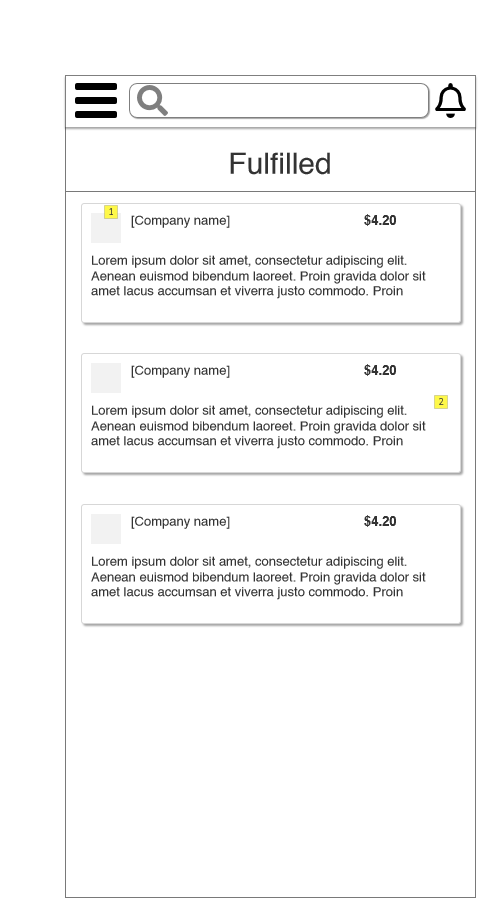 Fulfilled
1
[Company name] $4.20
Lorem ipsum dolor sit amet, consectetur adipiscing elit.
Aenean euismod bibendum laoreet. Proin gravida dolor sit
amet lacus accumsan et viverra justo commodo. Proin
[Company name] $4.20
2
Lorem ipsum dolor sit amet, consectetur adipiscing elit.
Aenean euismod bibendum laoreet. Proin gravida dolor sit
amet lacus accumsan et viverra justo commodo. Proin
[Company name] $4.20
Lorem ipsum dolor sit amet, consectetur adipiscing elit.
Aenean euismod bibendum laoreet. Proin gravida dolor sit
amet lacus accumsan et viverra justo commodo. Proin